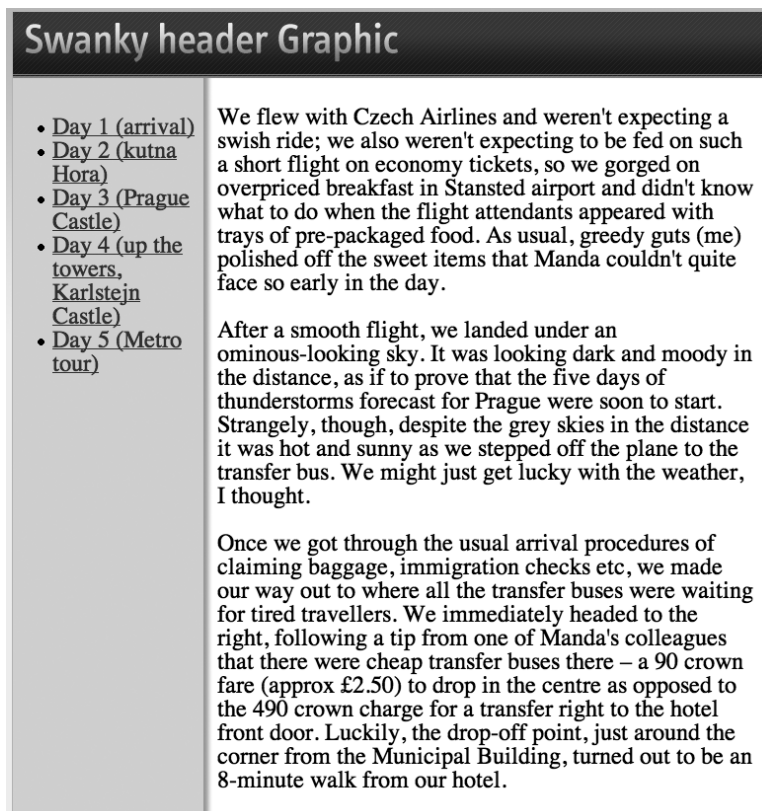 Swanky header Graphic
Day 1 (arrival)
Day 2 (kutna
Hora)
Day 3 (Prague
Castle)
Day 4 (up the
towers,
Karlstejn
Castle)
Day 5 (Metro
tour)
We flew with Czech Airlines and weren't expecting a
swish ride; we also weren't expecting to be fed on such
a short flight on economy tickets, so we gorged on
overpriced breakfast in Stansted airport and didn't know
what to do when the flight attendants appeared with
trays of pre-packaged food. As usual, greedy guts (me)
polished off the sweet items that Manda couldn't quite
face so early in the day.
After a smooth flight, we landed under an
ominous-looking sky. It was looking dark and moody in
the distance, as if to prove that the five days of
thunderstorms forecast for Prague were soon to start.
Strangely, though, despite the grey skies in the distance
it was hot and sunny as we stepped off the plane to the
transfer bus. We might just get lucky with the weather,
I thought.
Once we got through the usual arrival procedures of
claiming baggage, immigration checks etc, we made
our way out to where all the transfer buses were waiting
for tired travellers. We immediately headed to the
right, following a tip from one of Manda's colleagues
that there were cheap transfer buses there – a 90 crown
fare (approx £2.50) to drop in the centre as opposed to
the 490 crown charge for a transfer right to the hotel
front door. Luckily, the drop-off point, just around the
corner from the Municipal Building, turned out to be an
8-minute walk from our hotel.